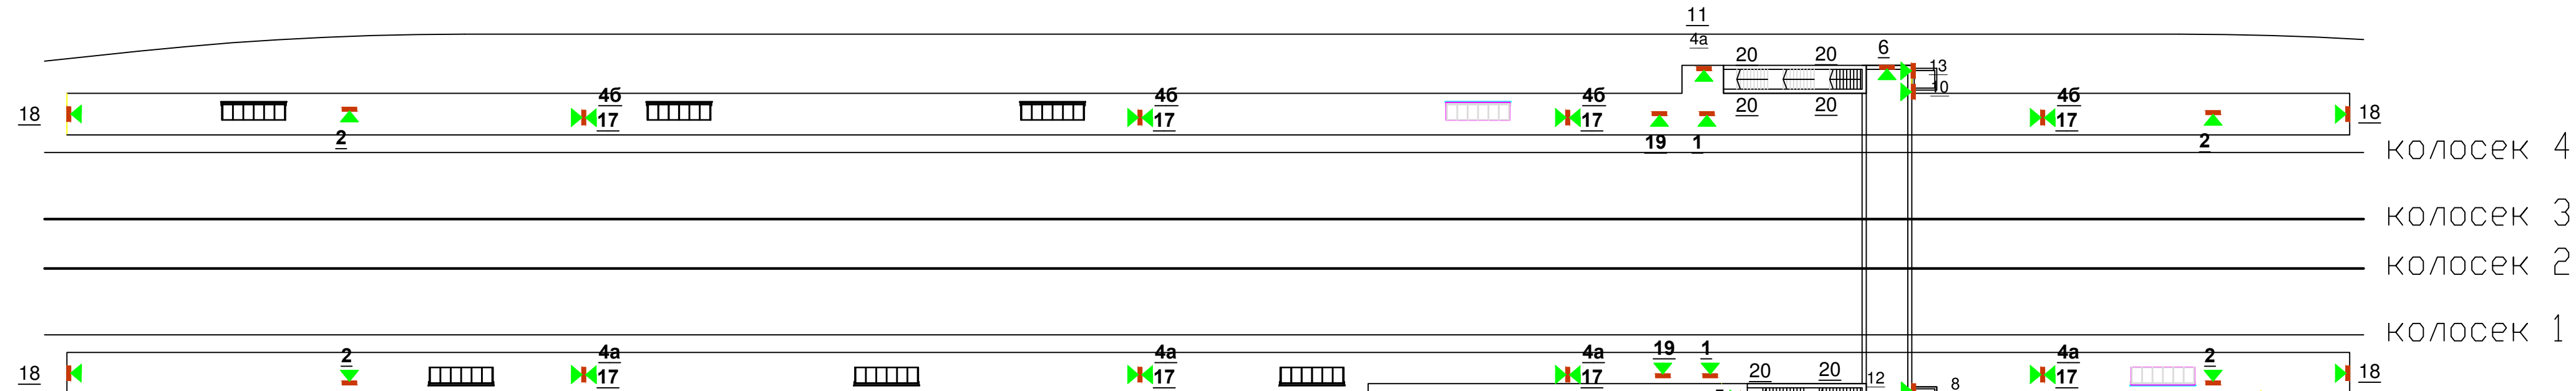 11
4а
20 20 6
13
10
4б 4б 4б 4б
18 17 17 17 20 20 17 18
2 19 1 2
колосек 4
колосек 3
колосек 2
колосек 1
2 4а 4а 4а 19 1 4а 2
18 17 17 17 20 20 12 8 17 18